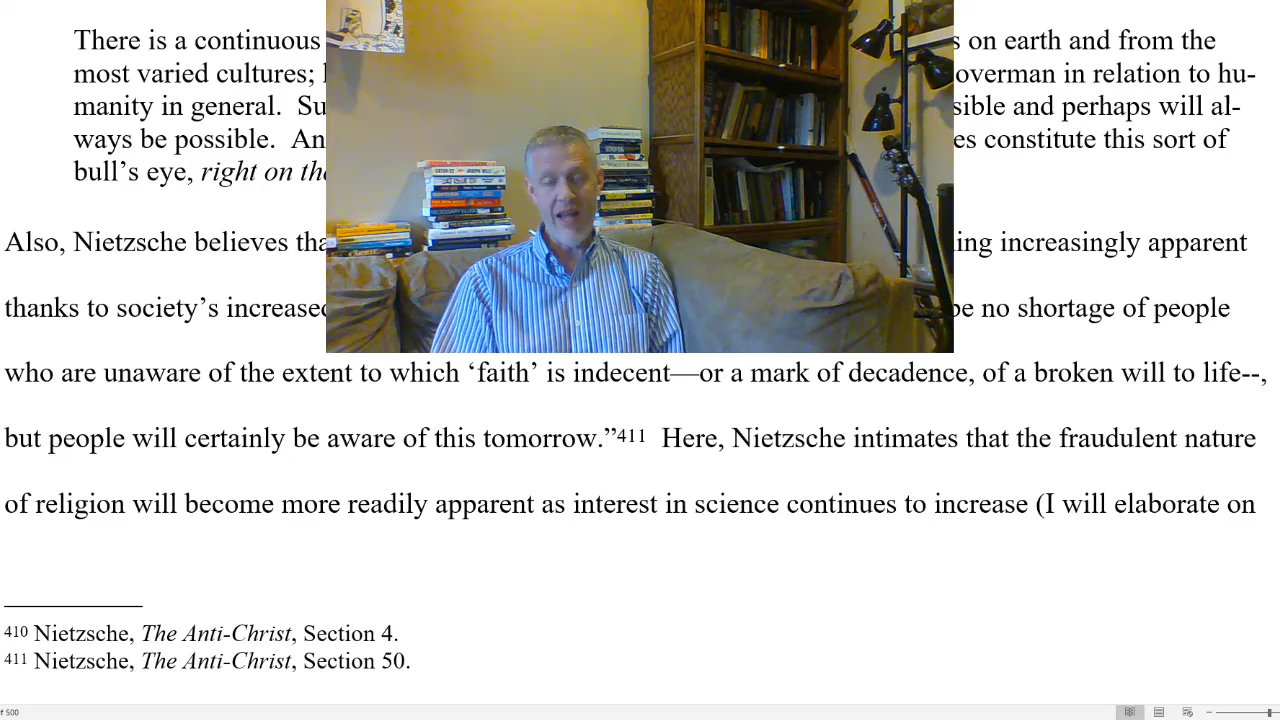 There is a continuous s on earth and from the
most varied cultures; overman in relation to hu-
manity in general. Su sible and perhaps will al-
ways be possible. An es constitute this sort of
bull’s eye, right on the
Also, Nietzsche believes tha ing increasingly apparent
thanks to society’s increased be no shortage of people
who are unaware of the extent to which ‘faith’ is indecent—or a mark of decadence, of a broken will to life--,
but people will certainly be aware of this tomorrow.”411 Here, Nietzsche intimates that the fraudulent nature
of religion will become more readily apparent as interest in science continues to increase (I will elaborate on
410 Nietzsche, The Anti-Christ, Section 4.
411 Nietzsche, The Anti-Christ, Section 50.
f 500